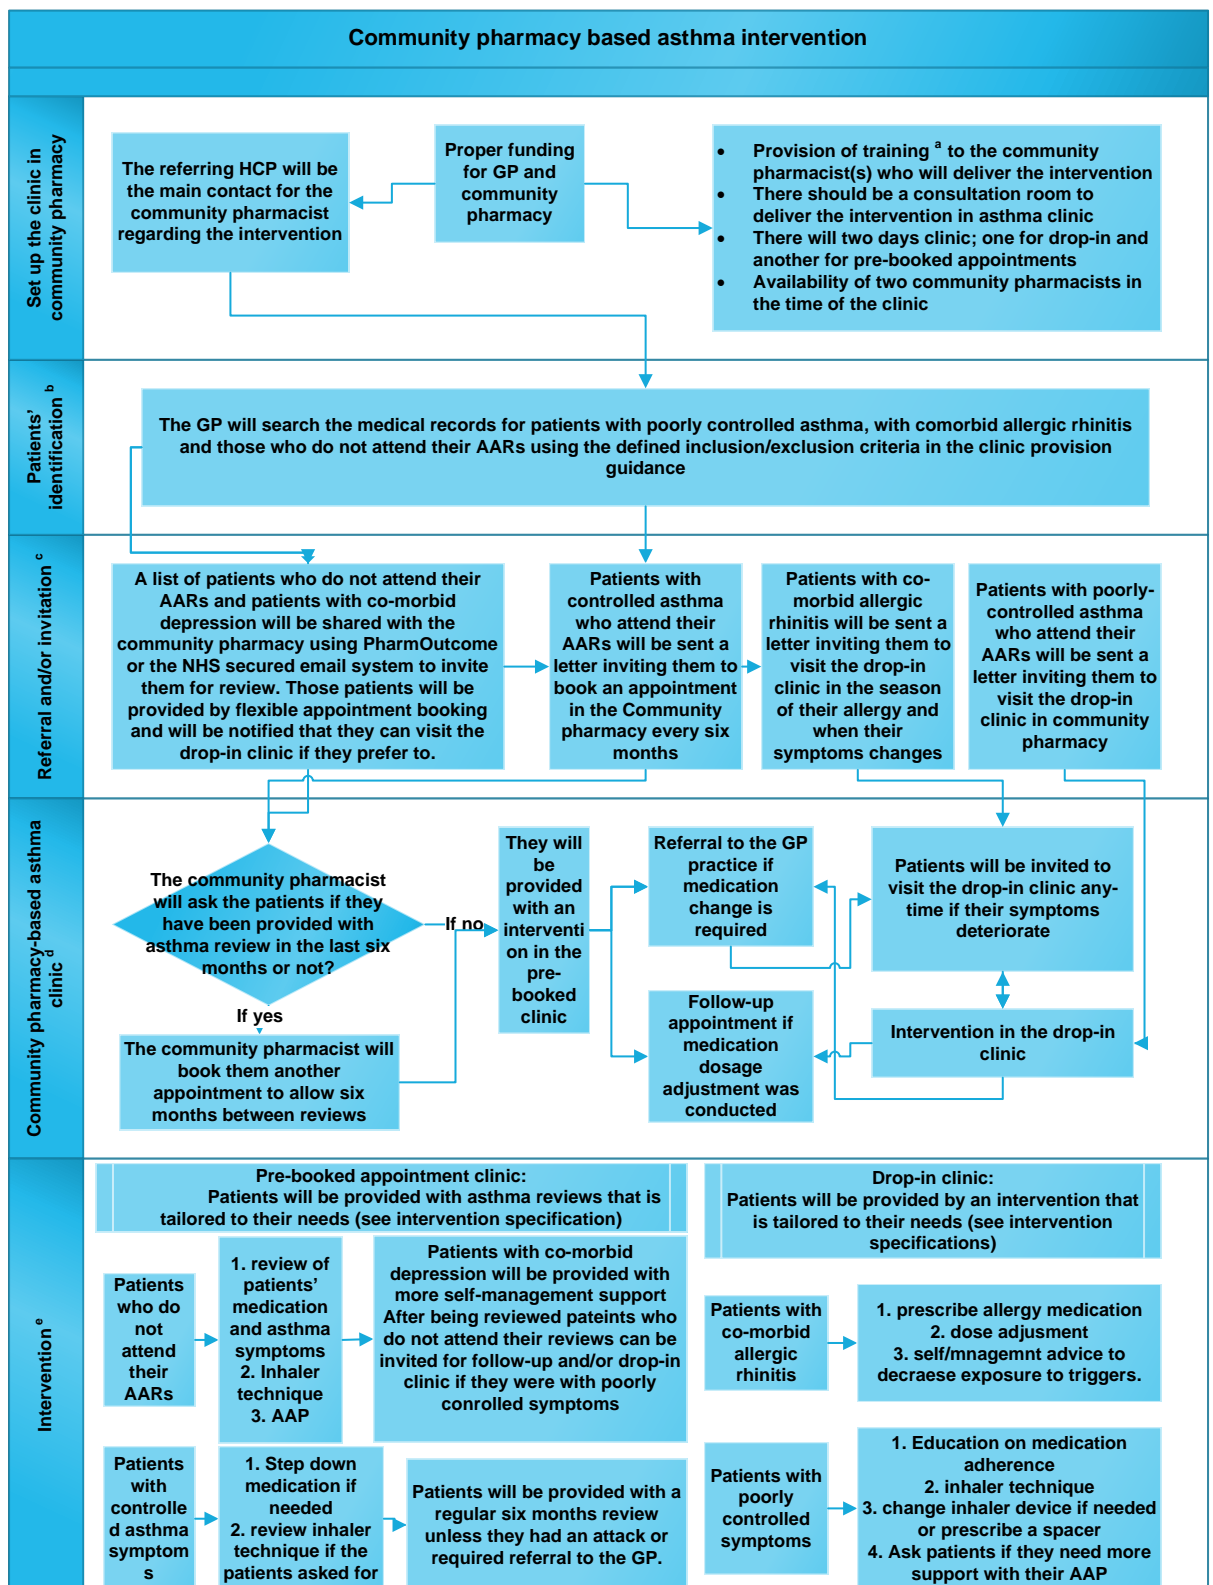 Community pharmacy based asthma intervention
Set up the clinic in
community pharmacy
The referring HCP will be
the main contact for the
community pharmacist
regarding the intervention
Proper funding
for GP and
community
pharmacy
• Provision of training a to the community
pharmacist(s) who will deliver the intervention
• There should be a consultation room to
deliver the intervention in asthma clinic
• There will two days clinic; one for drop-in and
another for pre-booked appointments
• Availability of two community pharmacists in
the time of the clinic
Patients'
identification b
The GP will search the medical records for patients with poorly controlled asthma, with comorbid allergic rhinitis
and those who do not attend their AARs using the defined inclusion/exclusion criteria in the clinic provision
guidance
Referral and/or invitation c
A list of patients who do not attend their
AARs and patients with co-morbid
depression will be shared with the
community pharmacy using PharmOutcome
or the NHS secured email system to invite
them for review. Those patients will be
provided by flexible appointment booking
and will be notified that they can visit the
drop-in clinic if they prefer to.
Patients with
controlled asthma
who attend their
AARs will be sent a
letter inviting them to
book an appointment
in the Community
pharmacy every six
months
Patients with co-
morbid allergic
rhinitis will be sent a
letter inviting them to
visit the drop-in
clinic in the season
of their allergy and
when their
symptoms changes
Patients with poorly-
controlled asthma
who attend their
AARs will be sent a
letter inviting them to
visit the drop-in
clinic in community
pharmacy
Community pharmacy-based asthma
clinic d
The community pharmacist
will ask the patients if they
have been provided with
asthma review in the last six
months or not?
If no
If yes
The community pharmacist will
book them another
appointment to allow six
months between reviews
They will
be
provided
with an
interventi
on in the
pre-
booked
clinic
Referral to the GP
practice if
medication
change is
required
Follow-up
appointment if
medication
dosage
adjustment was
conducted
Patients will be invited to
visit the drop-in clinic any-
time if their symptoms
deteriorate
Intervention in the drop-in
clinic
Intervention e
Pre-booked appointment clinic:
Patients will be provided with asthma reviews that is
tailored to their needs (see intervention specification)
Patients
who do
not
attend
their
AARs
1. review of
patients'
medication
and asthma
symptoms
2. Inhaler
technique
3. AAP
Patients with co-morbid
depression will be provided with
more self-management support
After being reviewed pateints who
do not attend their reviews can be
invited for follow-up and/or drop-in
clinic if they were with poorly
conrolled symptoms
Patients
with
controlle
d asthma
symptom
s
1. Step down
medication if
needed
2. review inhaler
technique if the
patients asked for
Patients will be provided with a
regular six months review
unless they had an attack or
required referral to the GP.
Drop-in clinic:
Patients will be provided by an intervention that
is tailored to their needs (see intervention
specifications)
Patients with
co-morbid
allergic
rhinitis
1. prescribe allergy medication
2. dose adjusment
3. self/mnagemnt advice to
decraese exposure to triggers.
Patients with
poorly
controlled
symptoms
1. Education on medication
adherence
2. inhaler technique
3. change inhaler device if needed
or prescribe a spacer
4. Ask patients if they need more
support with their AAP